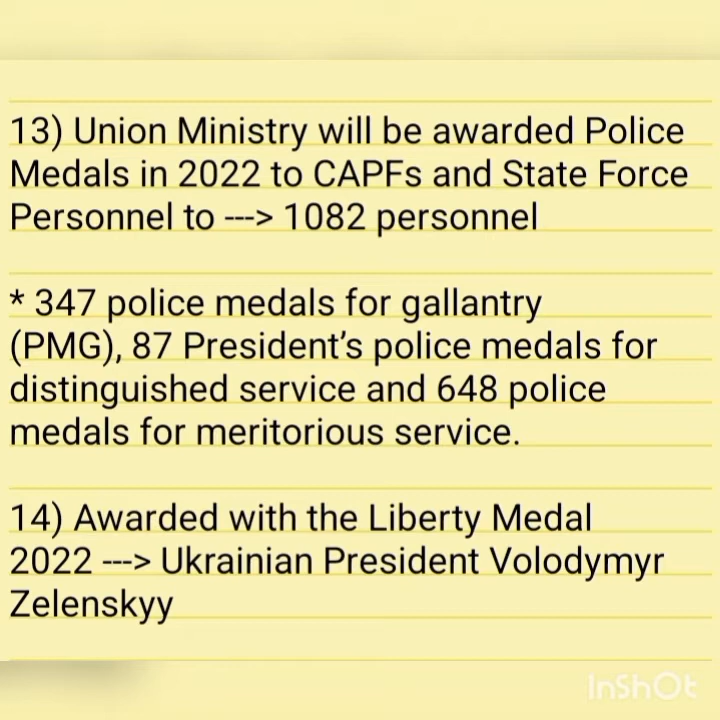 13) Union Ministry will be awarded Police
Medals in 2022 to CAPFs and State Force
Personnel to ---> 1082 personnel
* 347 police medals for gallantry
(PMG), 87 President’s police medals for
distinguished service and 648 police
medals for meritorious service.
14) Awarded with the Liberty Medal
2022 ---> Ukrainian President Volodymyr
Zelenskyy
InShOt